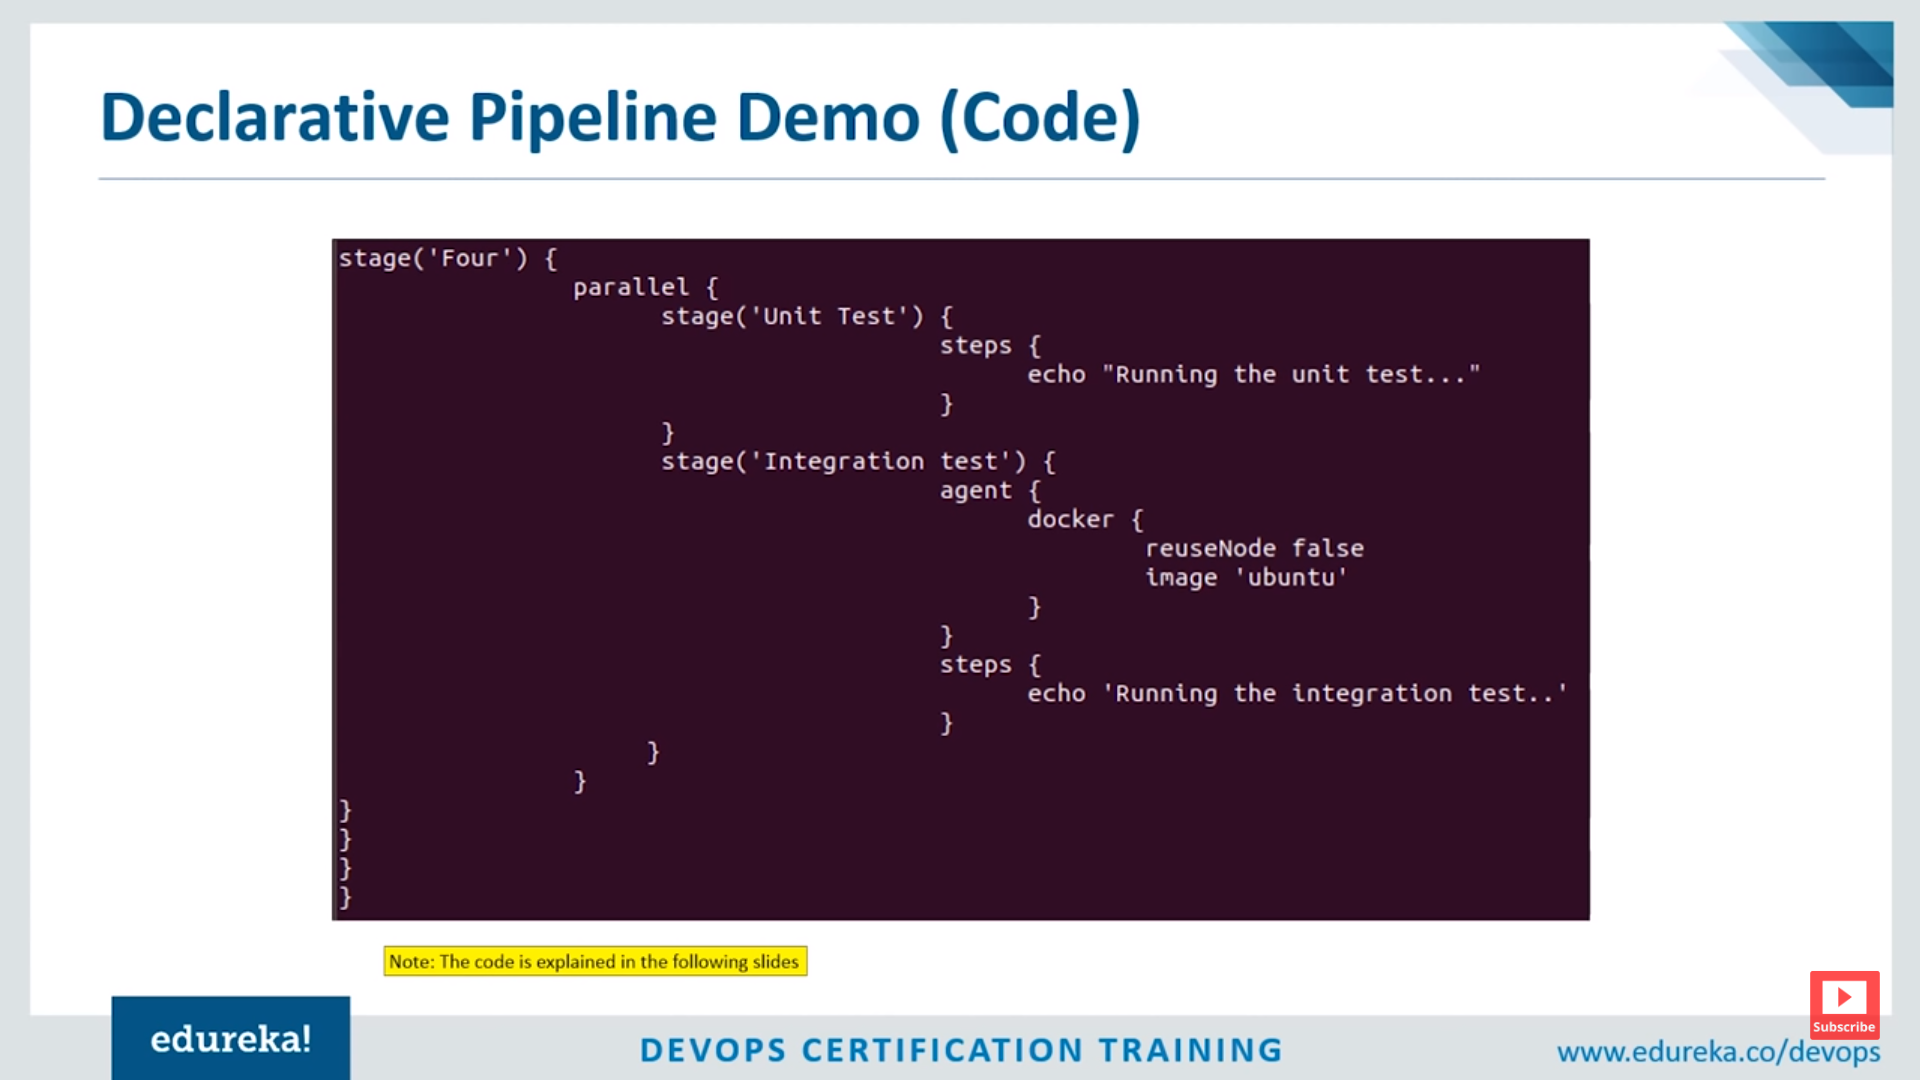 Declarative Pipeline Demo (Code)
stage('Four') {
parallel {
stage('Unit Test') {
steps {
echo "Running the unit test..."
}
}
stage('Integration test') {
agent {
docker {
reuseNode false
image 'ubuntu'
}
}
steps {
echo 'Running the integration test..'
}
}
}
}
}
}
}
Note: The code is explained in the following slides
Subscribe
edureka!
DEVOPS CERTIFICATION TRAINING
www.edureka.co/devops